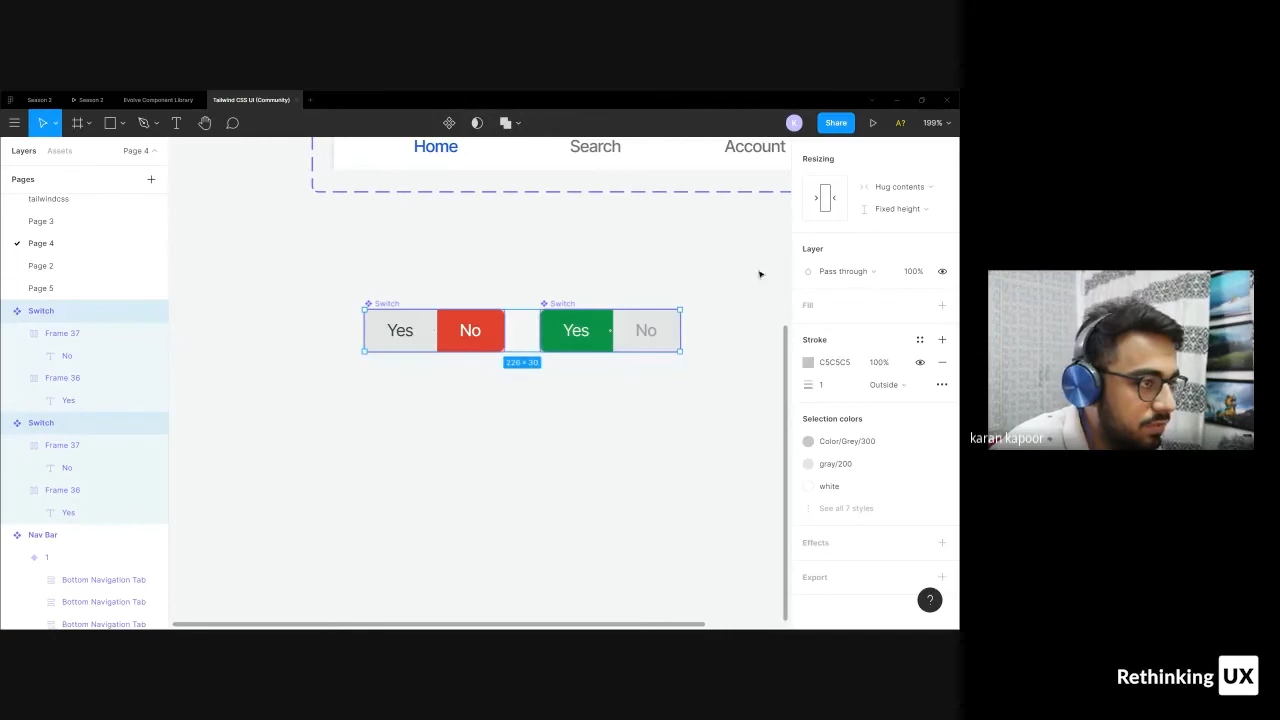 Season 3
Season 2
Evolve Component Library
Tailwind CSS UI (Community)
Share
A?
199%
Layers
Assets
Page 4
Pages
tailwindcss
Page 3
Page 4
Page 2
Page 5
Switch
Frame 37
No
Frame 36
Yes
Switch
Frame 37
No
Frame 36
Yes
Nav Bar
1
Bottom Navigation Tab
Bottom Navigation Tab
Bottom Navigation Tab
Home
Search
Account
Switch
Yes
No
Switch
Yes
No
226 × 30
K
Resizing
Hug contents
Fixed height
Layer
Pass through
100%
Fill
Stroke
C5C5C5
100%
1
Outside
Selection colors
Color/Grey/300
gray/200
white
See all 7 styles
Effects
Export
?
karan kapoor
Rethinking UX